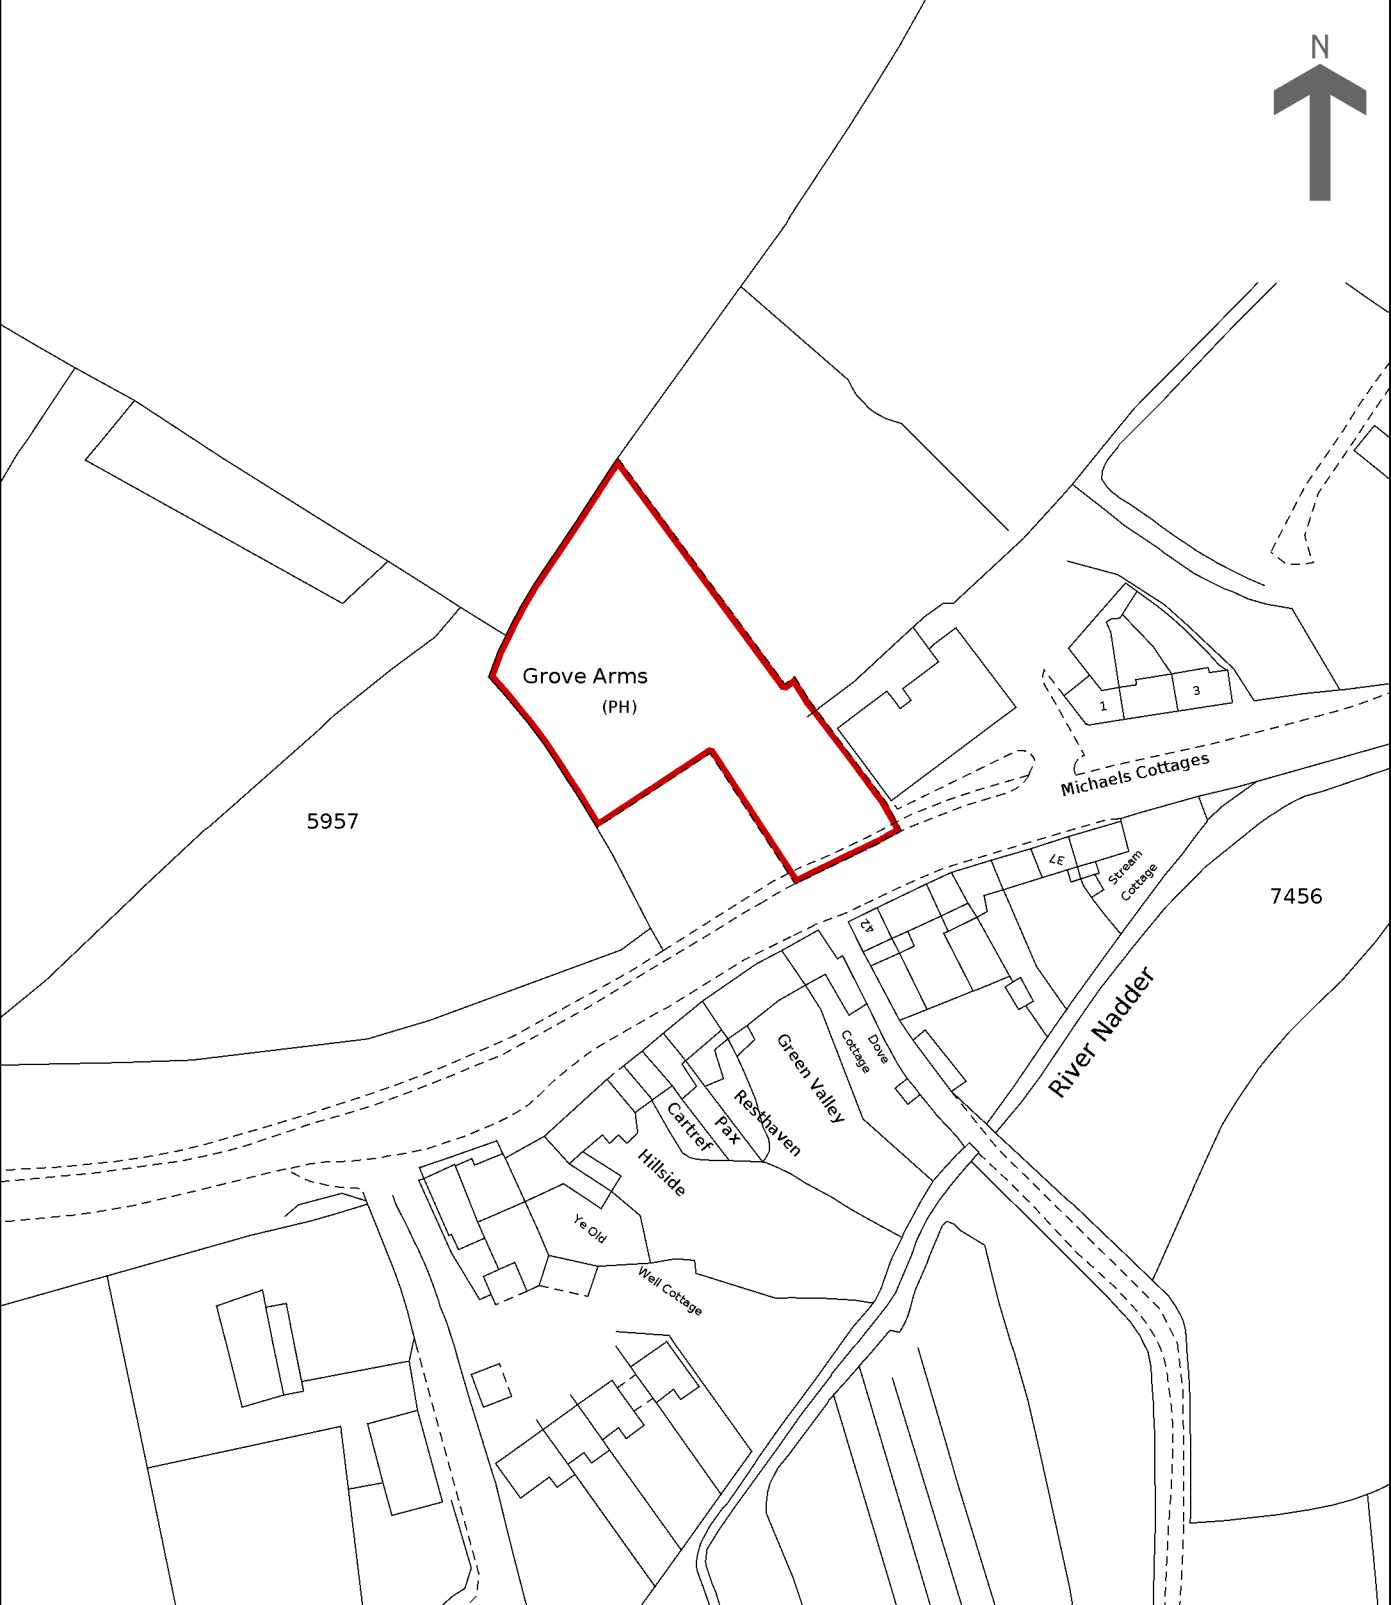 N
Grove Arms
(PH)
3
1
Michaels Cottages
5957
37
Stream
Cottage
7456
42
River Nadder
Dove
Cottage
Green Valley
Resthaven
Pax
Cartref
Hillside
Ye Old
Well Cottage